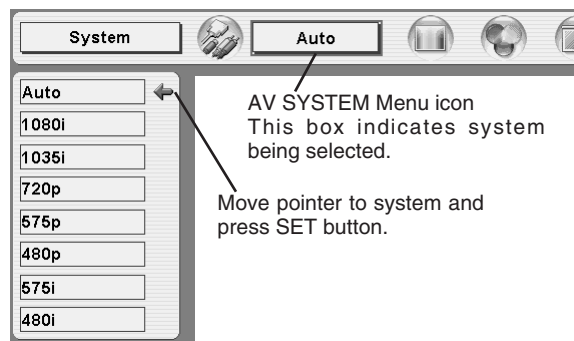 System
Auto
Auto
1080i
1035i
720p
575p
480p
575i
480i
AV SYSTEM Menu icon
This box indicates system
being selected.
Move pointer to system and
press SET button.